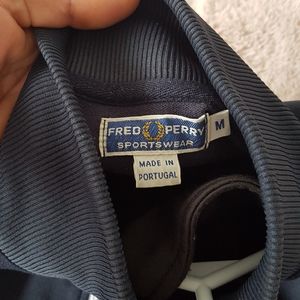 FRED PERRY
SPORTSWEAR
M
MADE IN
PORTUGAL